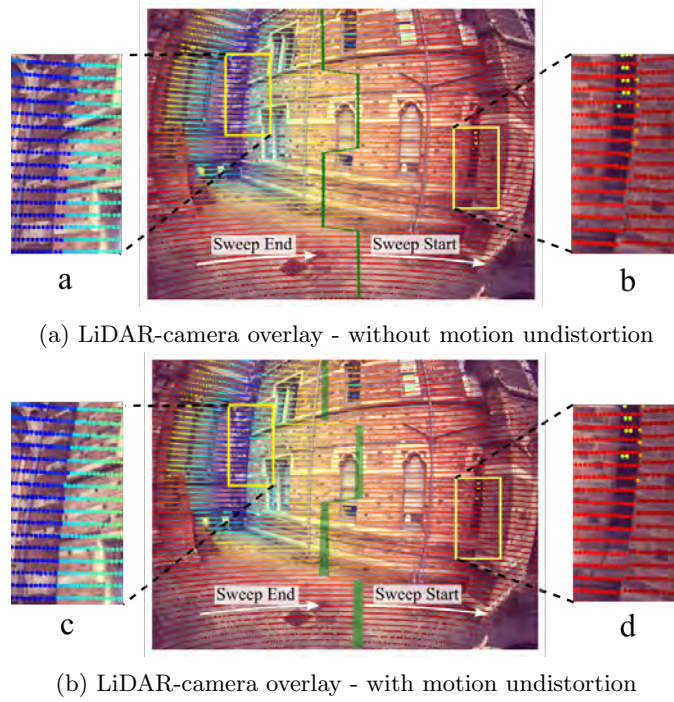 a
Sweep End
Sweep Start
b
(a) LiDAR-camera overlay - without motion undistortion
c
Sweep End
Sweep Start
d
(b) LiDAR-camera overlay - with motion undistortion